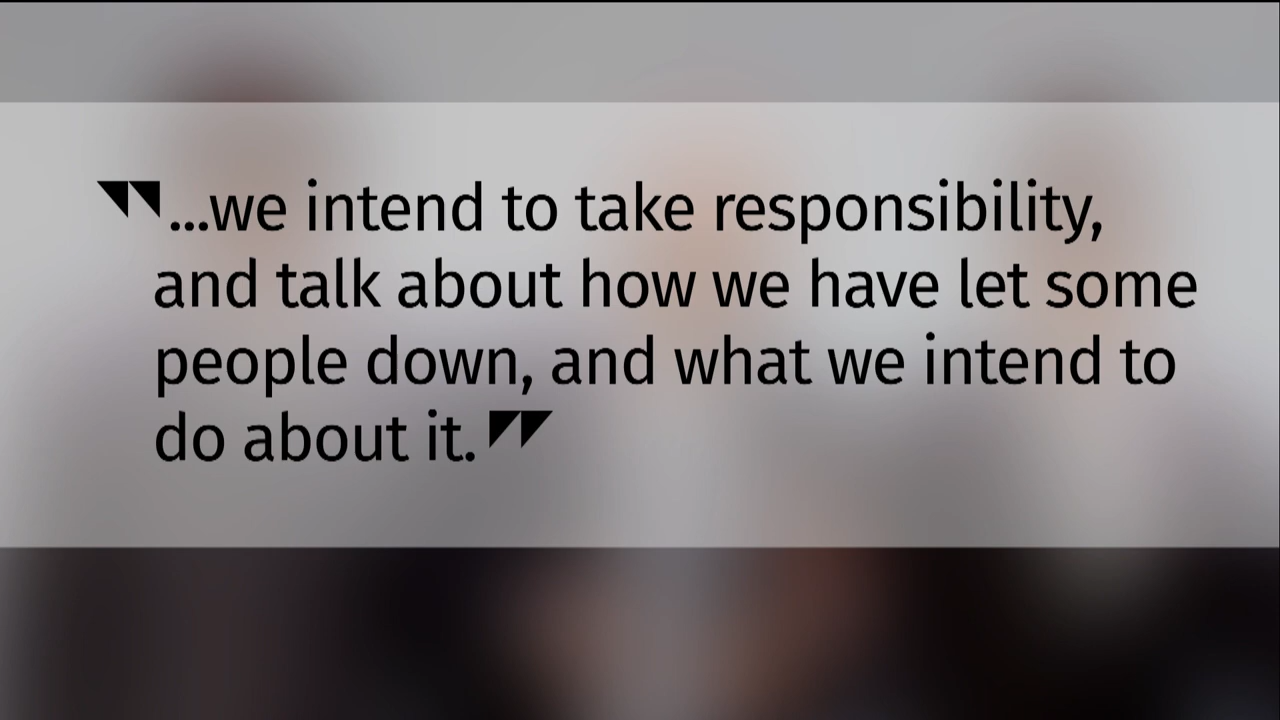 "...we intend to take responsibility,
and talk about how we have let some
people down, and what we intend to
do about it."